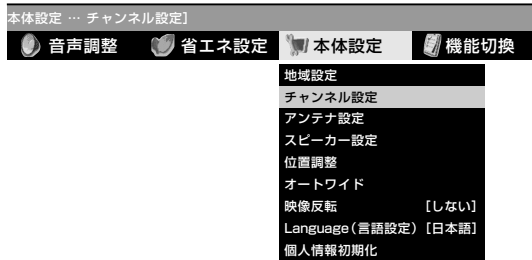 本体設定 … チャンネル設定]
音声調整 省エネ設定 本体設定 機能切換
地域設定
チャンネル設定
アンテナ設定
スピーカー設定
位置調整
オートワイド
映像反転 [しない]
Language(言語設定) [日本語]
個人情報初期化